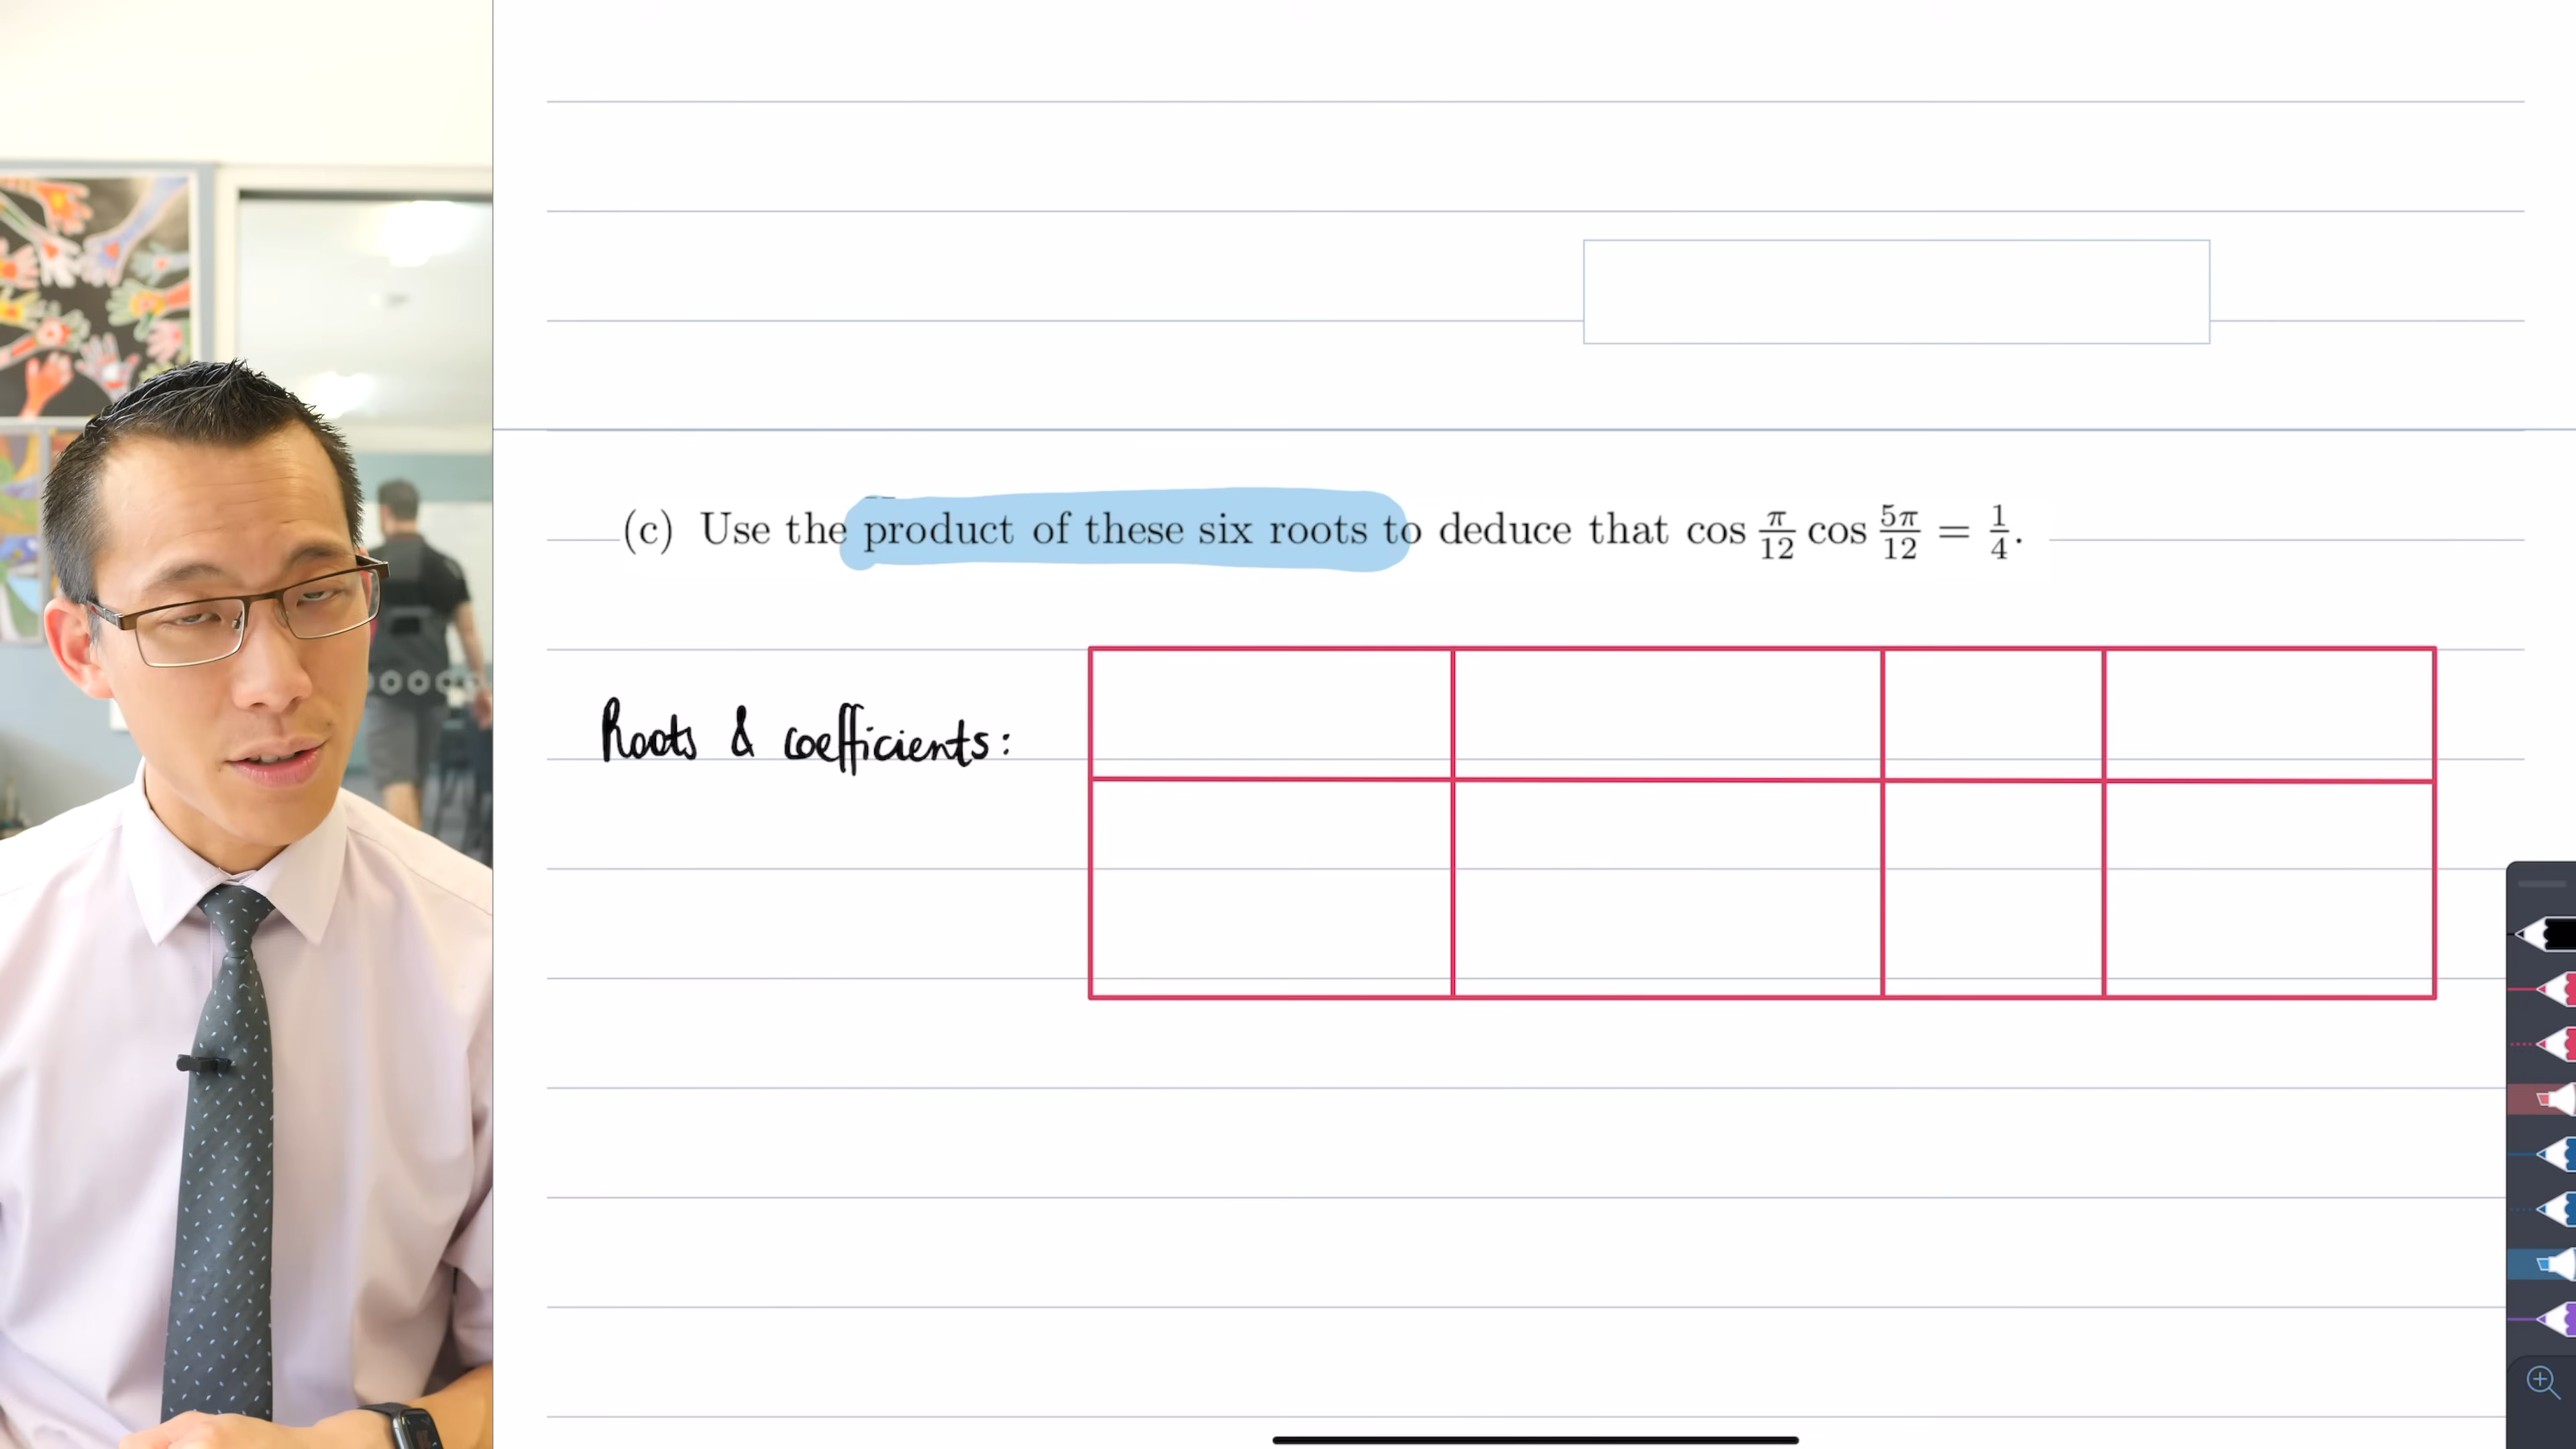 (c) Use the product of these six roots to deduce that cos π/12 cos 5π/12 = 1/4.
Roots & coefficients: